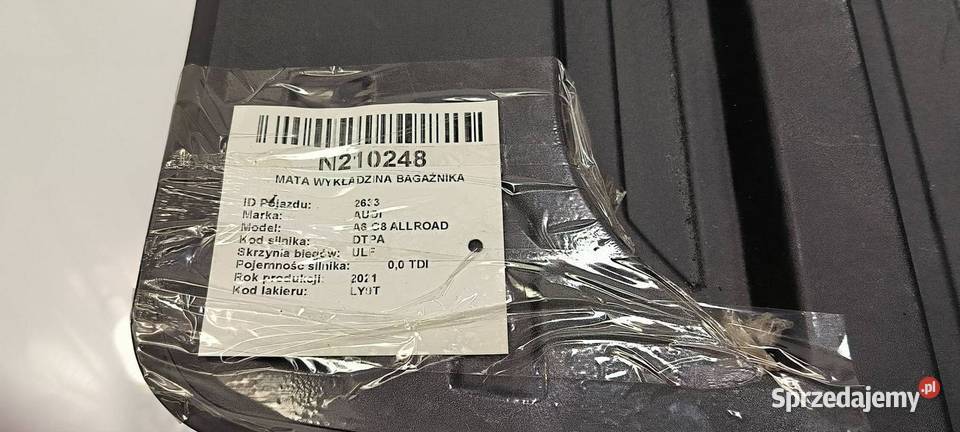 N210248
MATA WYKŁADZINA BAGAŻNIKA
ID Pojazdu: 2633
Marka: AUDI
Model: A6 C8 ALLROAD
Kod silnika: DTPA
Skrzynia biegów: ULF
Pojemność silnika: 0,0 TDI
Rok produkcji: 2021
Kod lakieru: LY9T
Sprzedajemy.pl